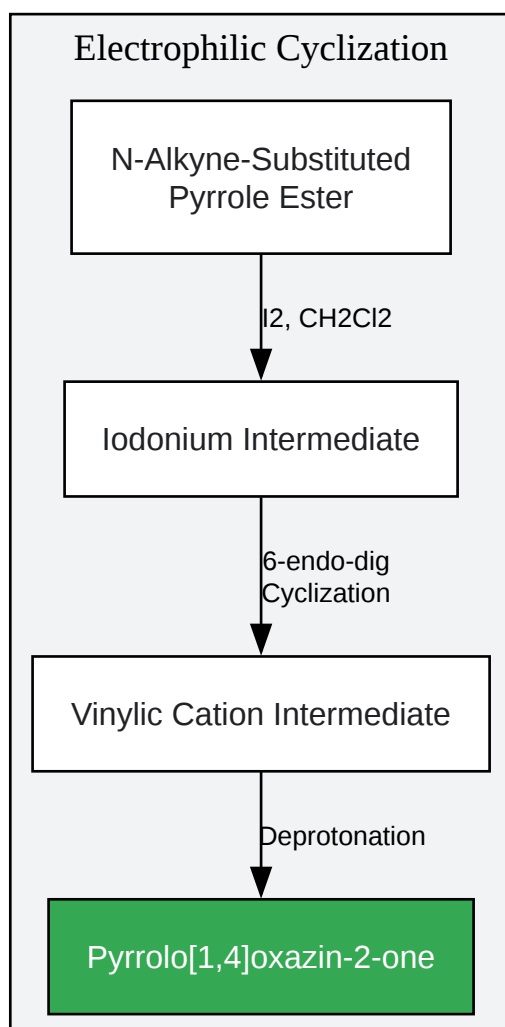 Electrophilic Cyclization
N-Alkyne-Substituted
Pyrrole Ester
I2, CH2Cl2
Iodonium Intermediate
6-endo-dig
Cyclization
Vinylic Cation Intermediate
Deprotonation
Pyrrolo[1,4]oxazin-2-one